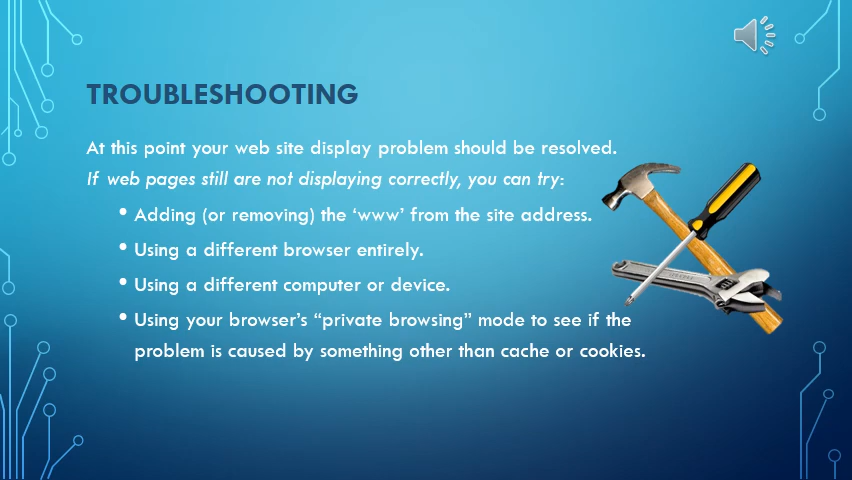 TROUBLESHOOTING
At this point your web site display problem should be resolved.
If web pages still are not displaying correctly, you can try:
• Adding (or removing) the ‘www’ from the site address.
• Using a different browser entirely.
• Using a different computer or device.
• Using your browser’s “private browsing” mode to see if the
problem is caused by something other than cache or cookies.